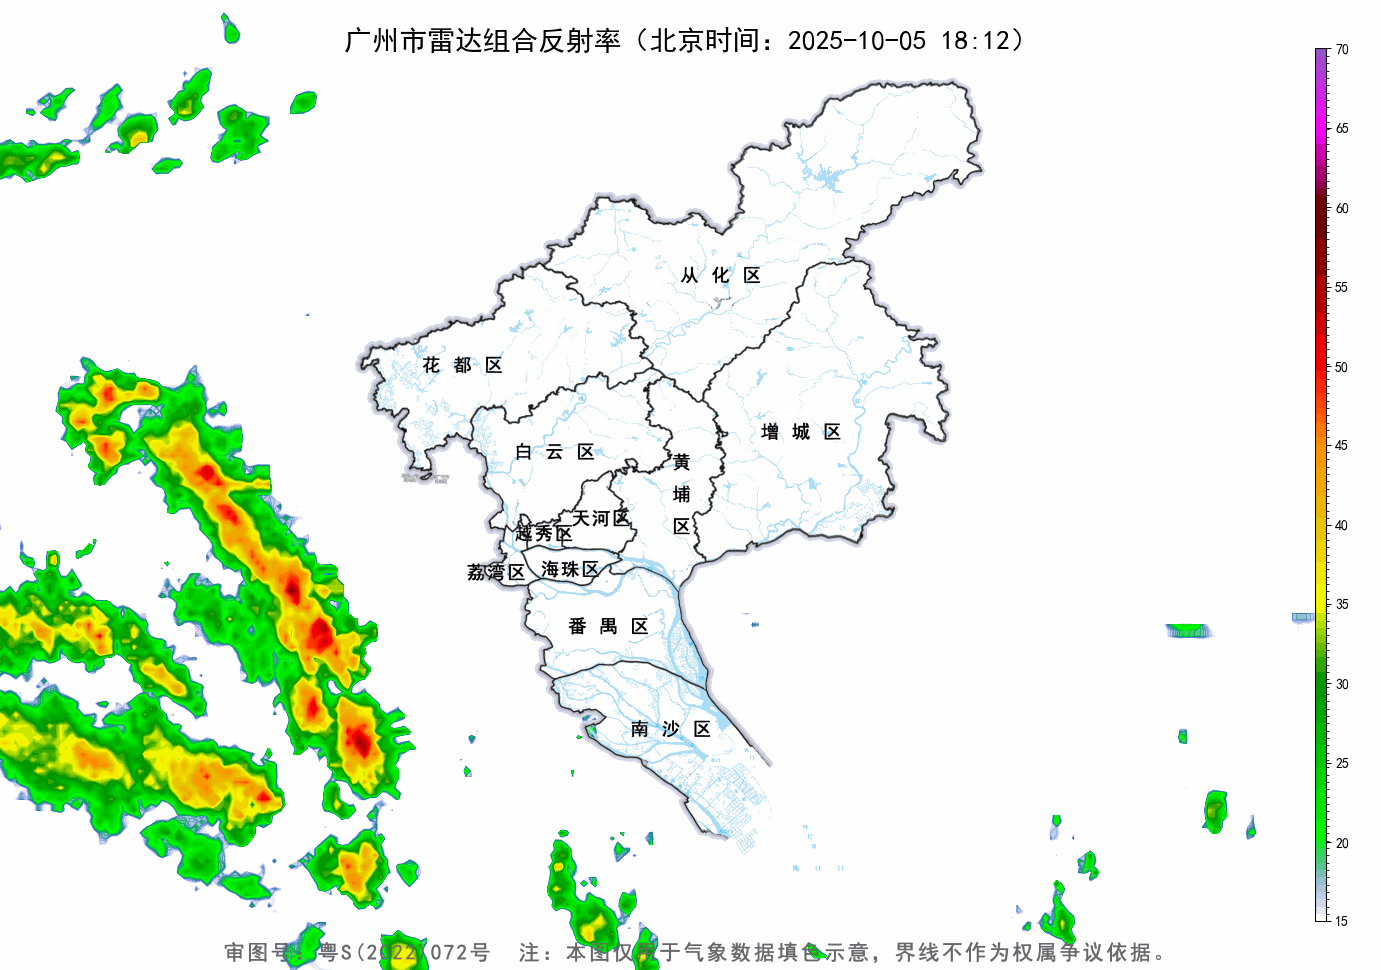 广州市雷达组合反射率（北京时间：2025-10-05 18:12）
70
65
60
55
50
45
40
35
30
25
20
15
从化区
花都区
增城区
白云区
黄埔区
天河区
越秀区
荔湾区
海珠区
番禺区
南沙区
审图号：粤S(2022)072号 注：本图仅用于气象数据填色示意，界线不作为权属争议依据。